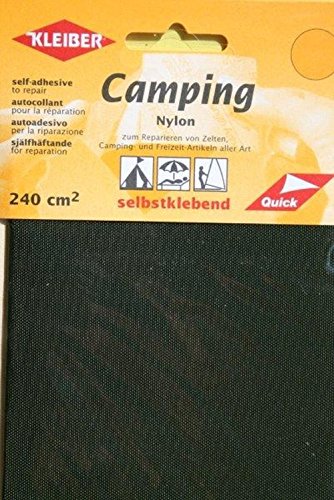 KLEIBER
self-adhesive
to repair
autocollant
pour la réparation
autoadesivo
per la riparazione
självhäftande
for reparation
240 cm²
Camping
Nylon
zum Reparieren von Zelten,
Camping- und Freizeit-Artikeln aller Art
selbstklebend
Quick